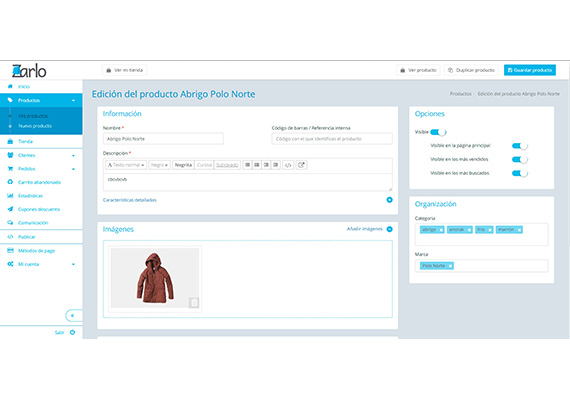 Zarlo
Ver mi tienda
Ver producto
Duplicar producto
Guardar producto
Inicio
Productos
Mis productos
Nuevo producto
Tienda
Clientes
Pedidos
Carrito abandonado
Estadísticas
Cupones descuento
Comunicación
Publicar
Métodos de pago
Mi cuenta
Salir
Edición del producto Abrigo Polo Norte
Productos
Edición del producto Abrigo Polo Norte
Información
Nombre *
Código de barras / Referencia interna
Abrigo Polo Norte
Código con el que identificas el producto
Descripción *
A Texto normal
Negro
Negrilla
Cursiva
Subrayado
cbcvbcvb
Características detalladas
Imágenes
Añadir imágenes
Opciones
Visible
Visible en la página principal
Visible en los más vendidos
Visible en los más buscados
Organización
Categoría
abrigo x anorak x frio x marrón x
Marca
Polo Norte x